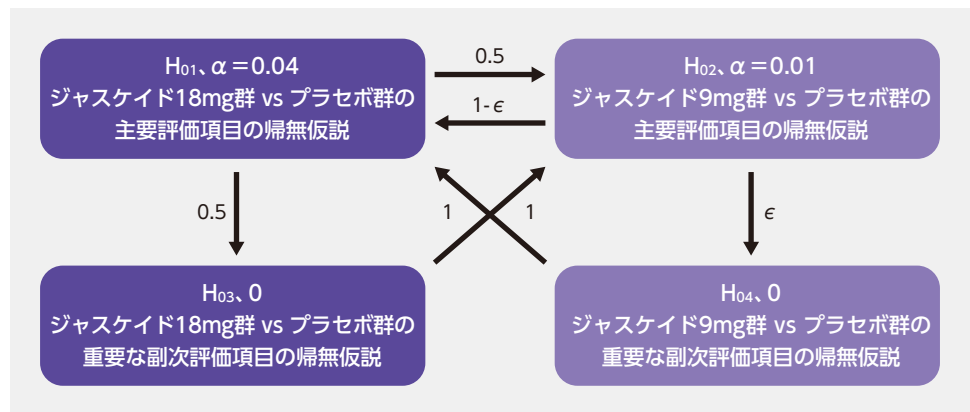 H₀₁、α＝0.04
ジャスケイド18mg群 vs プラセボ群の
主要評価項目の帰無仮説
0.5
1-ϵ
H₀₂、α＝0.01
ジャスケイド9mg群 vs プラセボ群の
主要評価項目の帰無仮説
0.5
1
1
ϵ
H₀₃、0
ジャスケイド18mg群 vs プラセボ群の
重要な副次評価項目の帰無仮説
H₀₄、0
ジャスケイド9mg群 vs プラセボ群の
重要な副次評価項目の帰無仮説